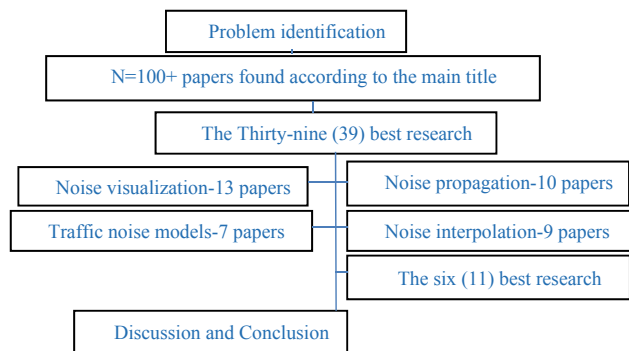 Problem identification
N=100+ papers found according to the main title
The Thirty-nine (39) best research
Noise visualization-13 papers
Noise propagation-10 papers
Traffic noise models-7 papers
Noise interpolation-9 papers
The six (11) best research
Discussion and Conclusion